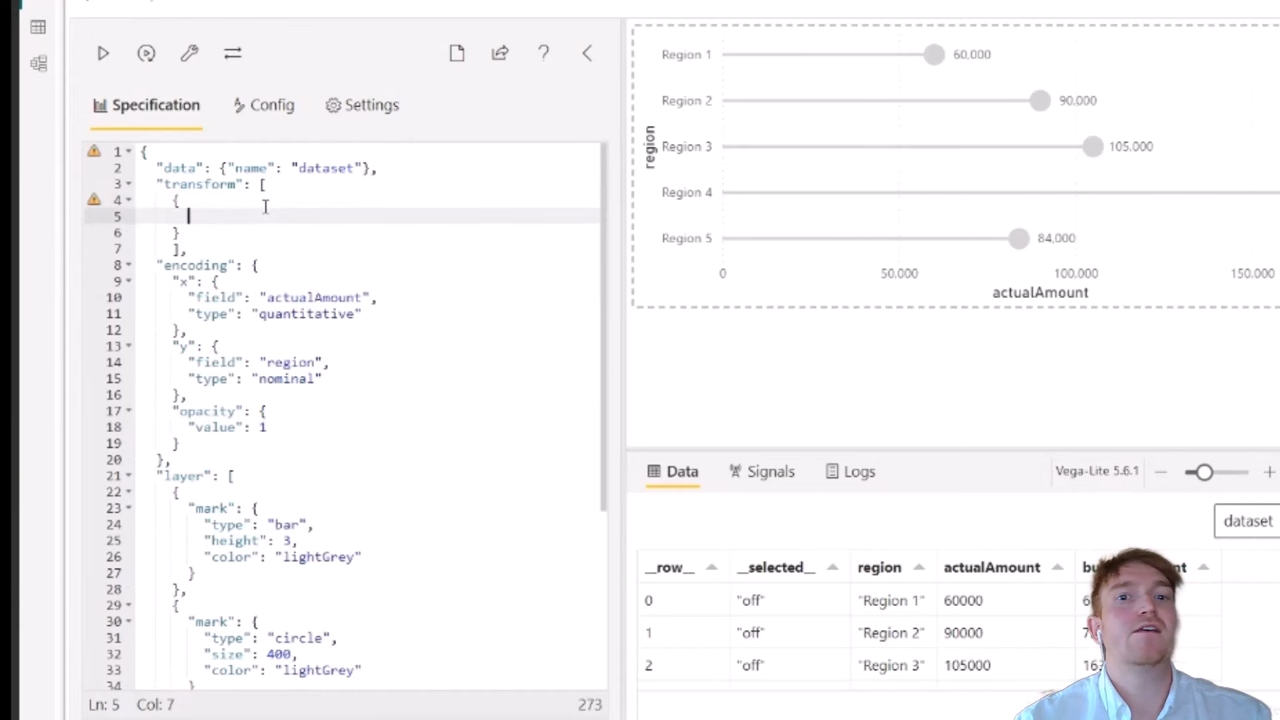 Specification Config Settings
1 {
2 "data": {"name": "dataset"},
3 "transform": [
4 {
5
6 }
7 ],
8 "encoding": {
9 "x": {
10 "field": "actualAmount",
11 "type": "quantitative"
12 },
13 "y": {
14 "field": "region",
15 "type": "nominal"
16 },
17 "opacity": {
18 "value": 1
19 }
20 },
21 "layer": [
22 {
23 "mark": {
24 "type": "bar",
25 "height": 3,
26 "color": "lightGrey"
27 }
28 },
29 {
30 "mark": {
31 "type": "circle",
32 "size": 400,
33 "color": "lightGrey"
34 }
Ln: 5 Col: 7 273
region
Region 1 60,000
Region 2 90.000
Region 3 105.000
Region 4
Region 5 84,000
0 50.000 100.000 150.000
actualAmount
Data Signals Logs Vega-Lite 5.6.1
dataset
__row__ __selected__ region actualAmount
0 "off" "Region 1" 60000
1 "off" "Region 2" 90000
2 "off" "Region 3" 105000